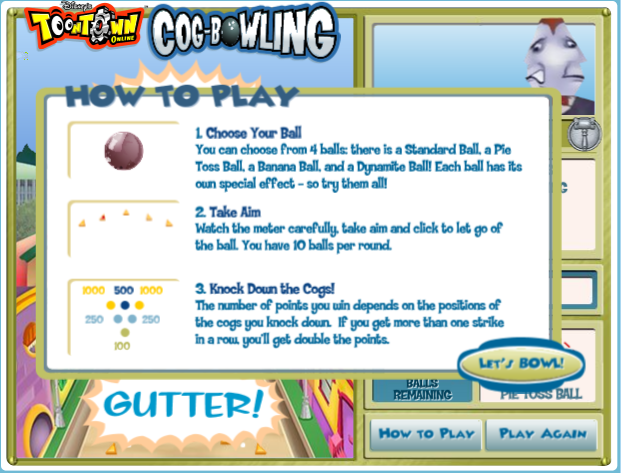 Disney's
TOONTOWN
ONLINE
COG-BOWLING
HOW TO PLAY
1. Choose Your Ball
You can choose from 4 balls: there is a Standard Ball, a Pie
Toss Ball, a Banana Ball, and a Dynamite Ball! Each ball has its
own special effect - so try them all!
2. Take Aim
Watch the meter carefully, take aim and click to let go of
the ball. You have 10 balls per round.
1000 500 1000
250 250
100
3. Knock Down the Cogs!
The number of points you win depends on the positions of
the cogs you knock down. If you get more than one strike
in a row, you'll get double the points.
LET'S BOWL!
GUTTER!
BALLS
REMAINING
PIE TOSS BALL
HOW TO PLAY
PLAY AGAIN